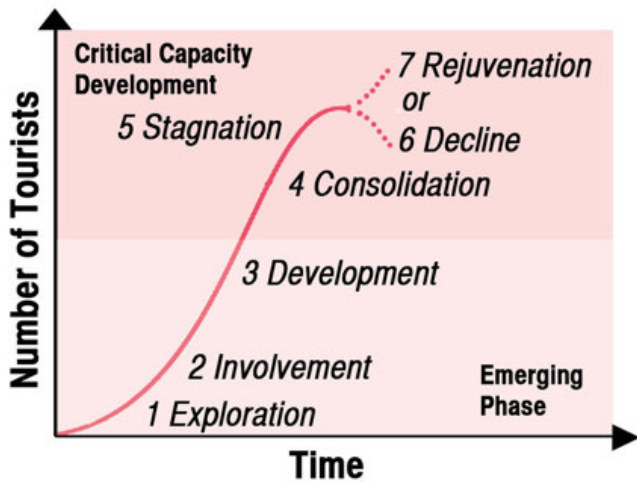 Critical Capacity
Development
7 Rejuvenation
or
6 Decline
5 Stagnation
4 Consolidation
3 Development
2 Involvement
1 Exploration
Emerging
Phase
Number of Tourists
Time